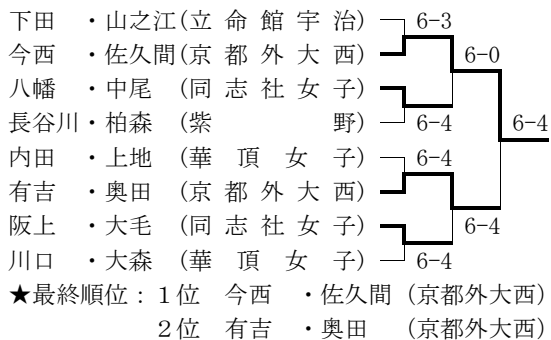 下田　・山之江(立 命 館 宇 治) 6-3
今西　・佐久間(京 都 外 大 西) 6-0
八幡　・中尾　(同 志 社 女 子)
長谷川・柏森　(紫　　　　　野) 6-4 6-4
内田　・上地　(華　頂　女　子) 6-4
有吉　・奥田　(京 都 外 大 西)
阪上　・大毛　(同 志 社 女 子) 6-4
川口　・大森　(華　頂　女　子) 6-4
★最終順位：１位　今西　・佐久間 (京都外大西)
２位　有吉　・奥田　 (京都外大西)